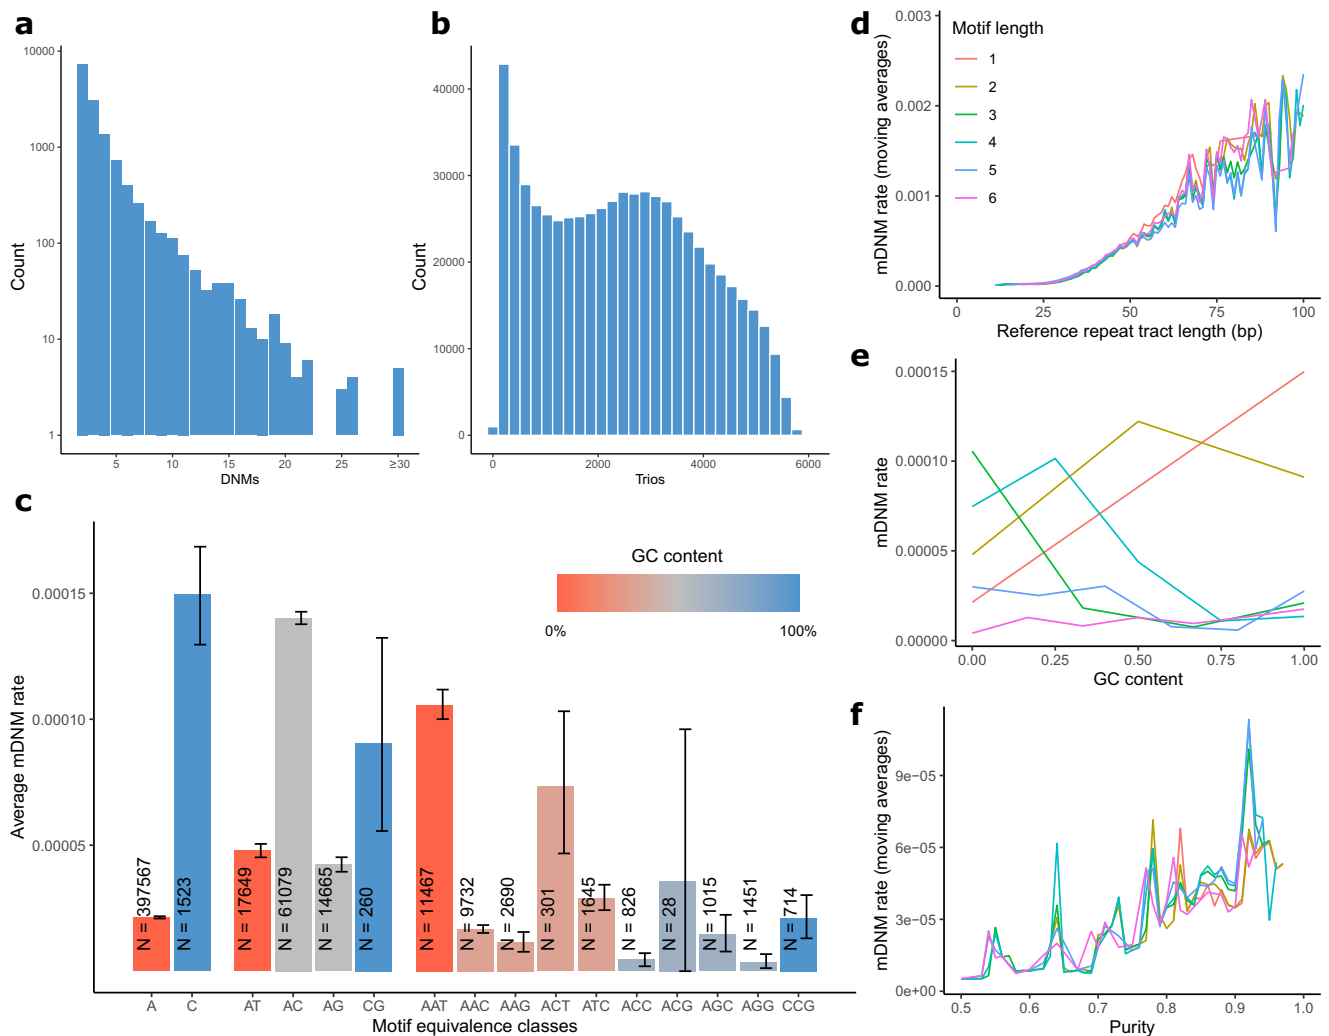 a
10000
1000
100
10
1
Count
5
10
15
20
25
≥30
DNMs
b
40000
30000
20000
10000
0
Count
0
2000
4000
6000
Trios
c
0.00015
0.00010
0.00005
Average mDNM rate
GC content
0%
100%
N = 397567
N = 1523
N = 17649
N = 61079
N = 14665
N = 260
N = 11467
N = 9732
N = 2690
N = 301
N = 1645
N = 826
N = 28
N = 1015
N = 1451
N = 714
A
C
AT
AC
AG
CG
AAT
AAC
AAG
ACT
ATC
ACC
ACG
AGC
AGG
CCG
Motif equivalence classes
d
0.003
0.002
0.001
0.000
mDNM rate (moving averages)
Motif length
1
2
3
4
5
6
0
25
50
75
100
Reference repeat tract length (bp)
e
0.00015
0.00010
0.00005
0.00000
mDNM rate
0.00
0.25
0.50
0.75
1.00
GC content
f
9e−05
6e−05
3e−05
0e+00
mDNM rate (moving averages)
0.5
0.6
0.7
0.8
0.9
1.0
Purity